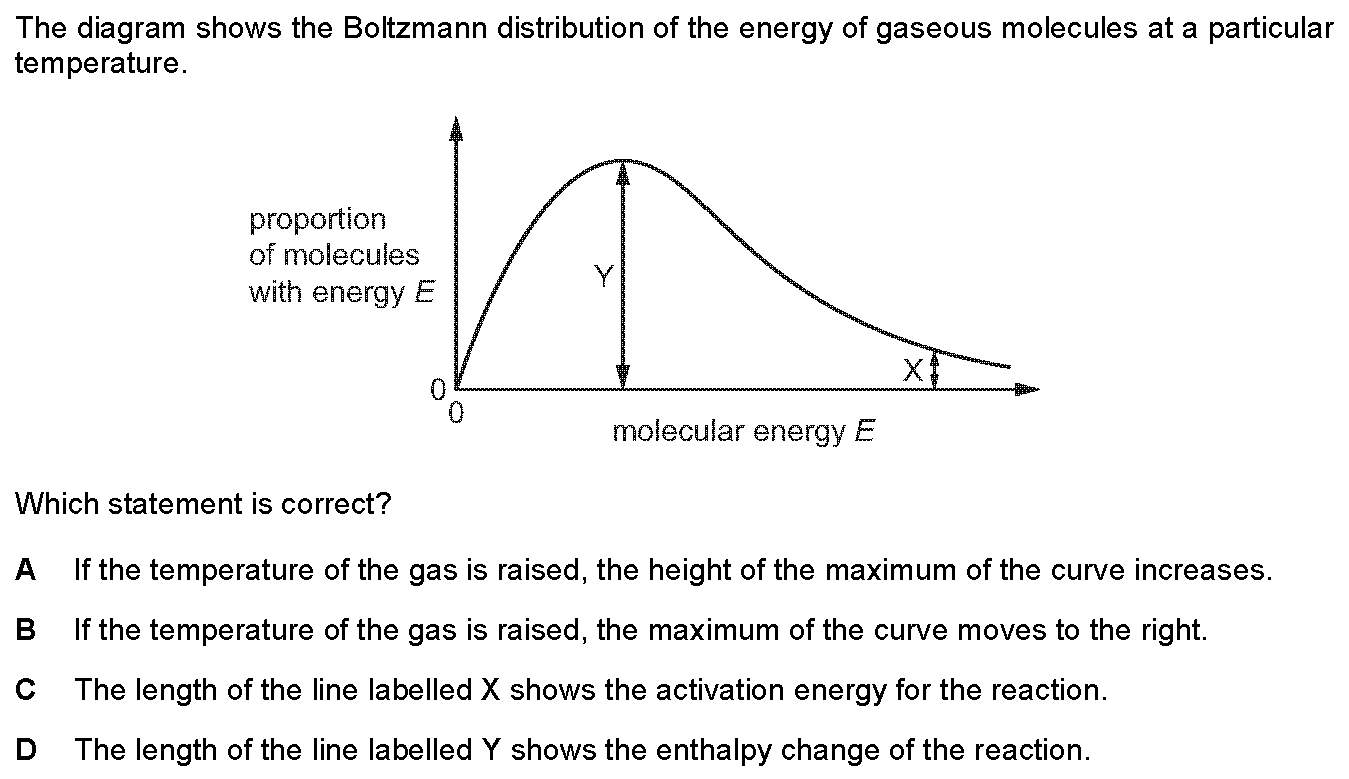 The diagram shows the Boltzmann distribution of the energy of gaseous molecules at a particular
temperature.
proportion
of molecules
with energy E
Y
X
0
0
molecular energy E
Which statement is correct?
A If the temperature of the gas is raised, the height of the maximum of the curve increases.
B If the temperature of the gas is raised, the maximum of the curve moves to the right.
C The length of the line labelled X shows the activation energy for the reaction.
D The length of the line labelled Y shows the enthalpy change of the reaction.